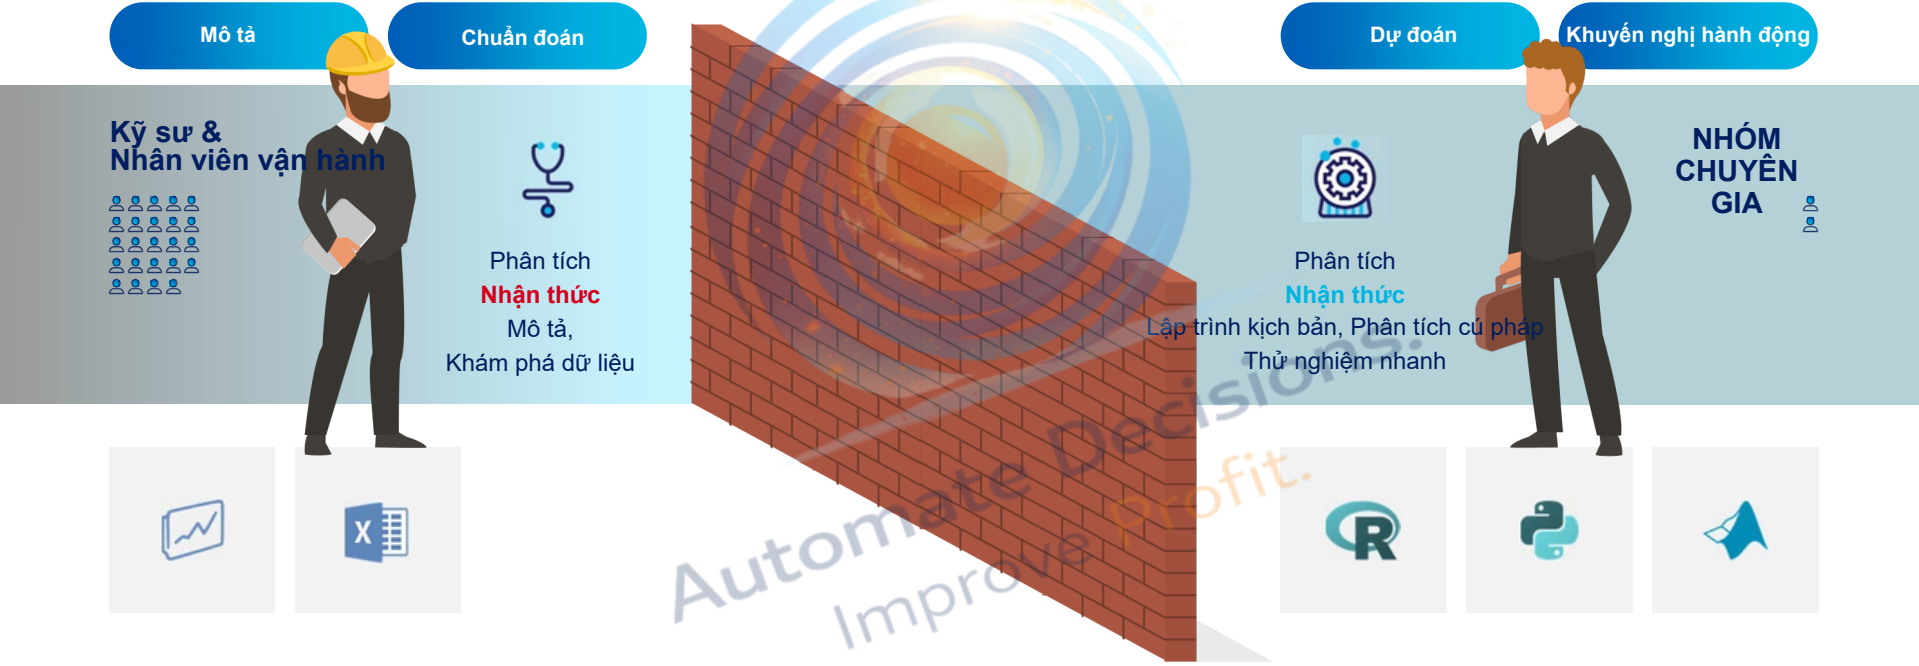 Mô tả
Chuẩn đoán
Dự đoán
Khuyến nghị hành động
Kỹ sư &
Nhân viên vận hành
Phân tích
Nhận thức
Mô tả,
Khám phá dữ liệu
Phân tích
Nhận thức
Lập trình kịch bản, Phân tích cú pháp
Thử nghiệm nhanh
NHÓM
CHUYÊN
GIA
Automate Decisions.
Improve Profit.
X
R